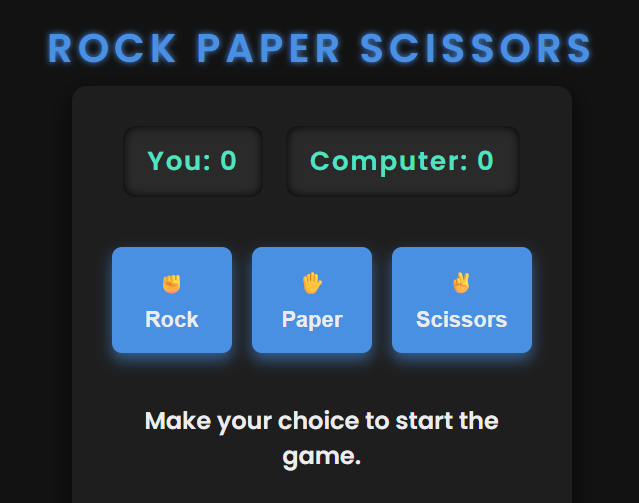 ROCK PAPER SCISSORS
You: 0 Computer: 0
Rock Paper Scissors
Make your choice to start the
game.